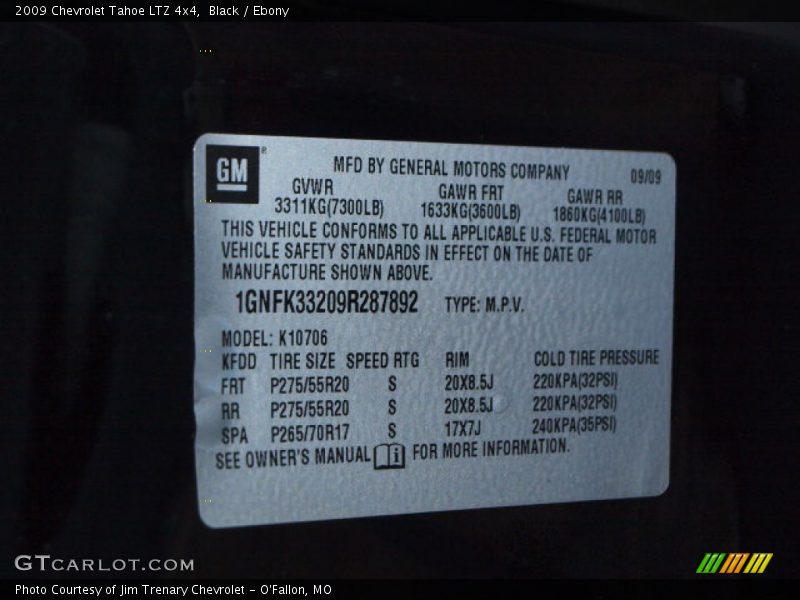 2009 Chevrolet Tahoe LTZ 4x4, Black / Ebony
GM ®
MFD BY GENERAL MOTORS COMPANY 09/09
GVWR GAWR FRT GAWR RR
3311KG(7300LB) 1633KG(3600LB) 1860KG(4100LB)
THIS VEHICLE CONFORMS TO ALL APPLICABLE U.S. FEDERAL MOTOR
VEHICLE SAFETY STANDARDS IN EFFECT ON THE DATE OF
MANUFACTURE SHOWN ABOVE.
1GNFK33209R287892 TYPE: M.P.V.
MODEL: K10706
KFDD TIRE SIZE SPEED RTG RIM COLD TIRE PRESSURE
FRT P275/55R20 S 20X8.5J 220KPA(32PSI)
RR P275/55R20 S 20X8.5J 220KPA(32PSI)
SPA P265/70R17 S 17X7J 240KPA(35PSI)
SEE OWNER'S MANUAL i FOR MORE INFORMATION.
GTCARLOT.COM
Photo Courtesy of Jim Trenary Chevrolet - O'Fallon, MO